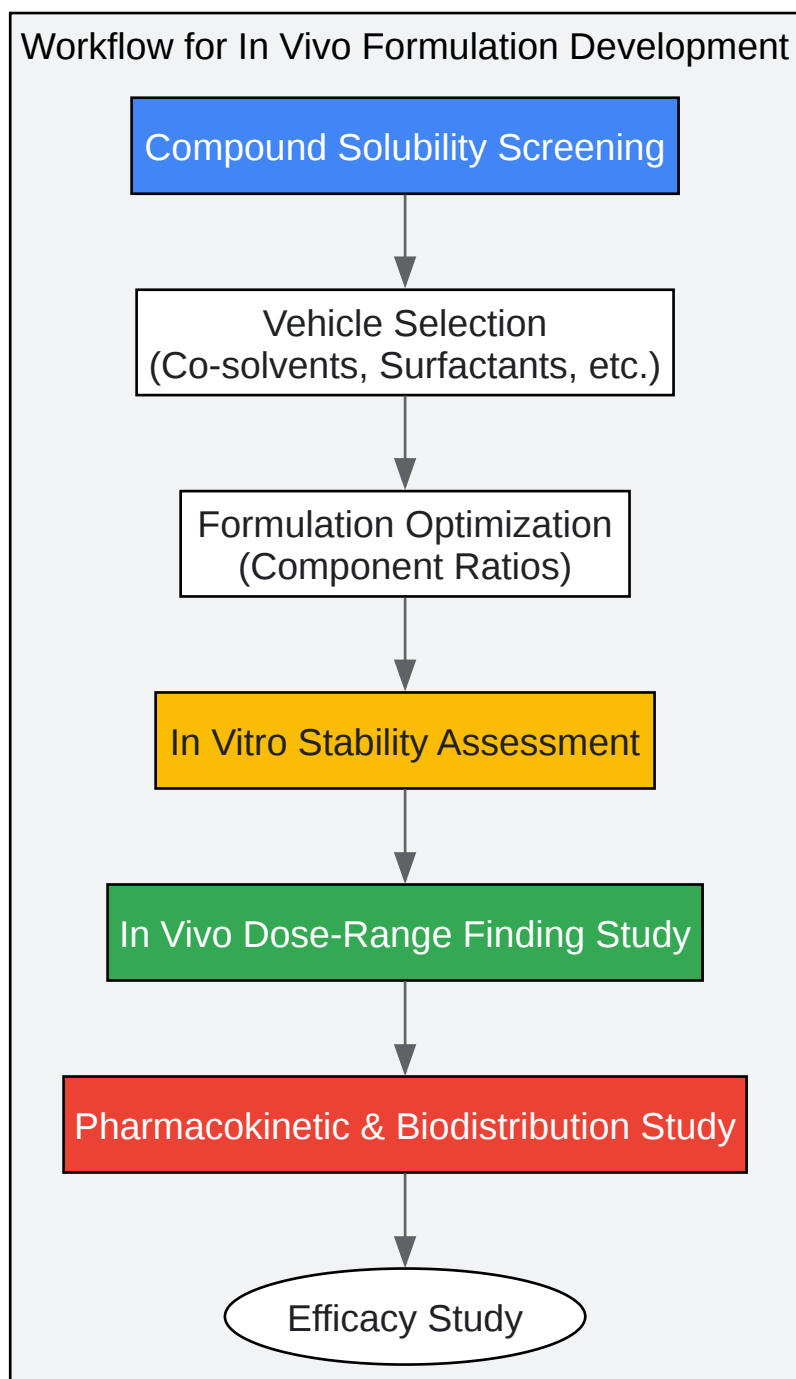 Workflow for In Vivo Formulation Development
Compound Solubility Screening
Vehicle Selection
(Co-solvents, Surfactants, etc.)
Formulation Optimization
(Component Ratios)
In Vitro Stability Assessment
In Vivo Dose-Range Finding Study
Pharmacokinetic & Biodistribution Study
Efficacy Study